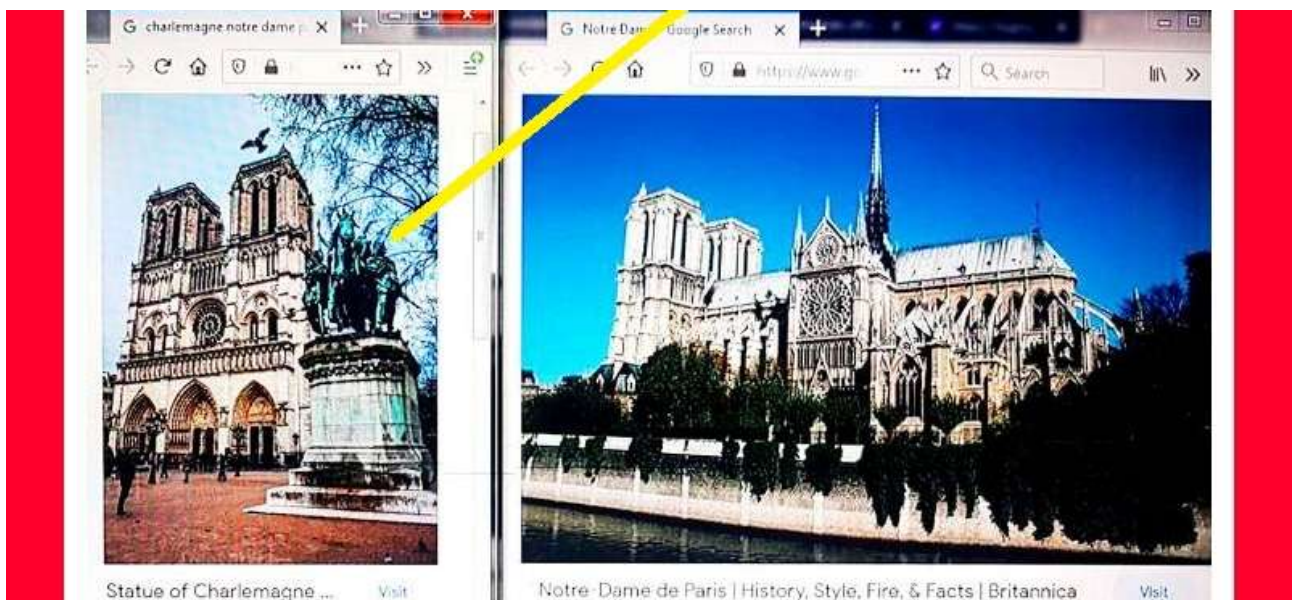 charlemagne notre dame p
Notre Dame Google Search
https://www.go
Search
Statue of Charlemagne ...
Visit
Notre-Dame de Paris | History, Style, Fire, & Facts | Britannica
Visit